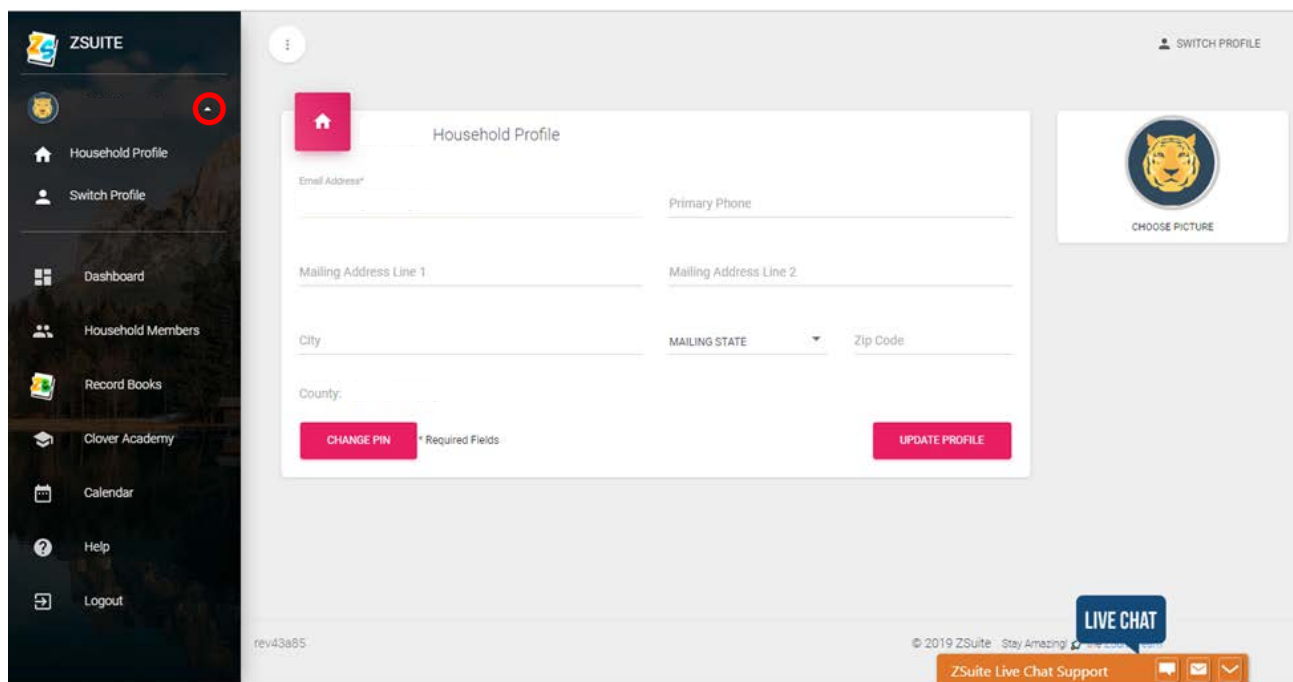 ZSUITE
Household Profile
Switch Profile
Dashboard
Household Members
Record Books
Clover Academy
Calendar
Help
Logout
SWITCH PROFILE
Household Profile
Email Address*
Primary Phone
Mailing Address Line 1
Mailing Address Line 2
City
MAILING STATE
Zip Code
County:
CHANGE PIN
* Required Fields
UPDATE PROFILE
CHOOSE PICTURE
rev43a85
© 2019 ZSuite Stay Amazing!
LIVE CHAT
ZSuite Live Chat Support